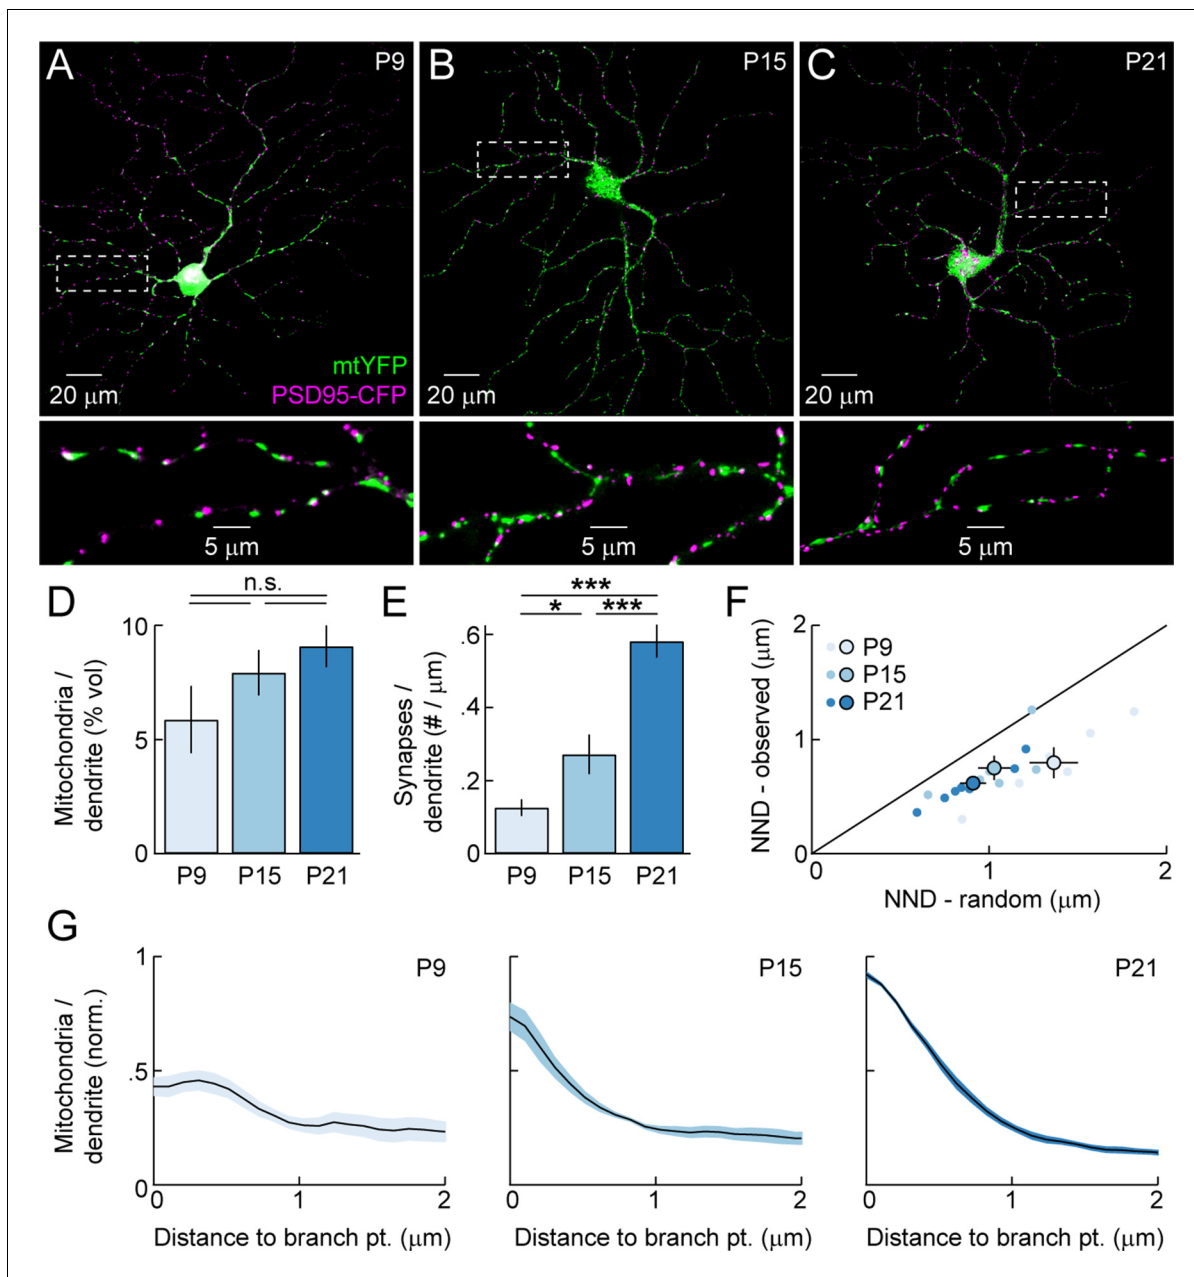 A P9
B P15
C P21
mtYFP
PSD95-CFP
20 μm
20 μm
20 μm
5 μm
5 μm
5 μm
D
n.s.
Mitochondria /
dendrite (% vol)
10
5
0
P9 P15 P21
E
***
* ***
Synapses /
dendrite (# / μm)
.6
.4
.2
0
P9 P15 P21
F
NND - observed (μm)
2
1
0
P9
P15
P21
0 1 2
NND - random (μm)
G
Mitochondria /
dendrite (norm.)
1
.5
0
P9
0 1 2
Distance to branch pt. (μm)
P15
0 1 2
Distance to branch pt. (μm)
P21
0 1 2
Distance to branch pt. (μm)